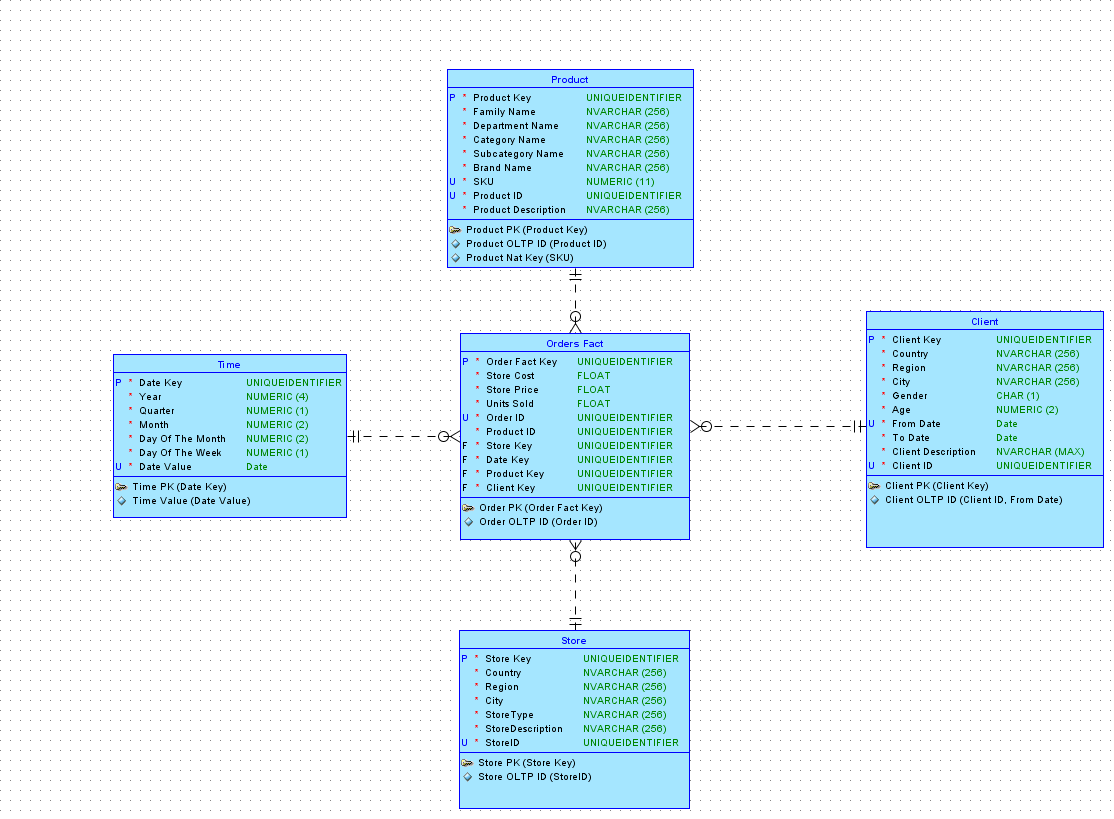 Product
P * Product Key UNIQUEIDENTIFIER
* Family Name NVARCHAR (256)
* Department Name NVARCHAR (256)
* Category Name NVARCHAR (256)
* Subcategory Name NVARCHAR (256)
* Brand Name NVARCHAR (256)
U * SKU NUMERIC (11)
U * Product ID UNIQUEIDENTIFIER
* Product Description NVARCHAR (256)
Product PK (Product Key)
Product OLTP ID (Product ID)
Product Nat Key (SKU)
Time
P * Date Key UNIQUEIDENTIFIER
* Year NUMERIC (4)
* Quarter NUMERIC (1)
* Month NUMERIC (2)
* Day Of The Month NUMERIC (2)
* Day Of The Week NUMERIC (1)
U * Date Value Date
Time PK (Date Key)
Time Value (Date Value)
Orders Fact
P * Order Fact Key UNIQUEIDENTIFIER
* Store Cost FLOAT
* Store Price FLOAT
* Units Sold FLOAT
U * Order ID UNIQUEIDENTIFIER
* Product ID UNIQUEIDENTIFIER
F * Store Key UNIQUEIDENTIFIER
F * Date Key UNIQUEIDENTIFIER
F * Product Key UNIQUEIDENTIFIER
F * Client Key UNIQUEIDENTIFIER
Order PK (Order Fact Key)
Order OLTP ID (Order ID)
Client
P * Client Key UNIQUEIDENTIFIER
* Country NVARCHAR (256)
* Region NVARCHAR (256)
* City NVARCHAR (256)
* Gender CHAR (1)
* Age NUMERIC (2)
U * From Date Date
* To Date Date
* Client Description NVARCHAR (MAX)
U * Client ID UNIQUEIDENTIFIER
Client PK (Client Key)
Client OLTP ID (Client ID, From Date)
Store
P * Store Key UNIQUEIDENTIFIER
* Country NVARCHAR (256)
* Region NVARCHAR (256)
* City NVARCHAR (256)
* StoreType NVARCHAR (256)
* StoreDescription NVARCHAR (256)
U * StoreID UNIQUEIDENTIFIER
Store PK (Store Key)
Store OLTP ID (StoreID)